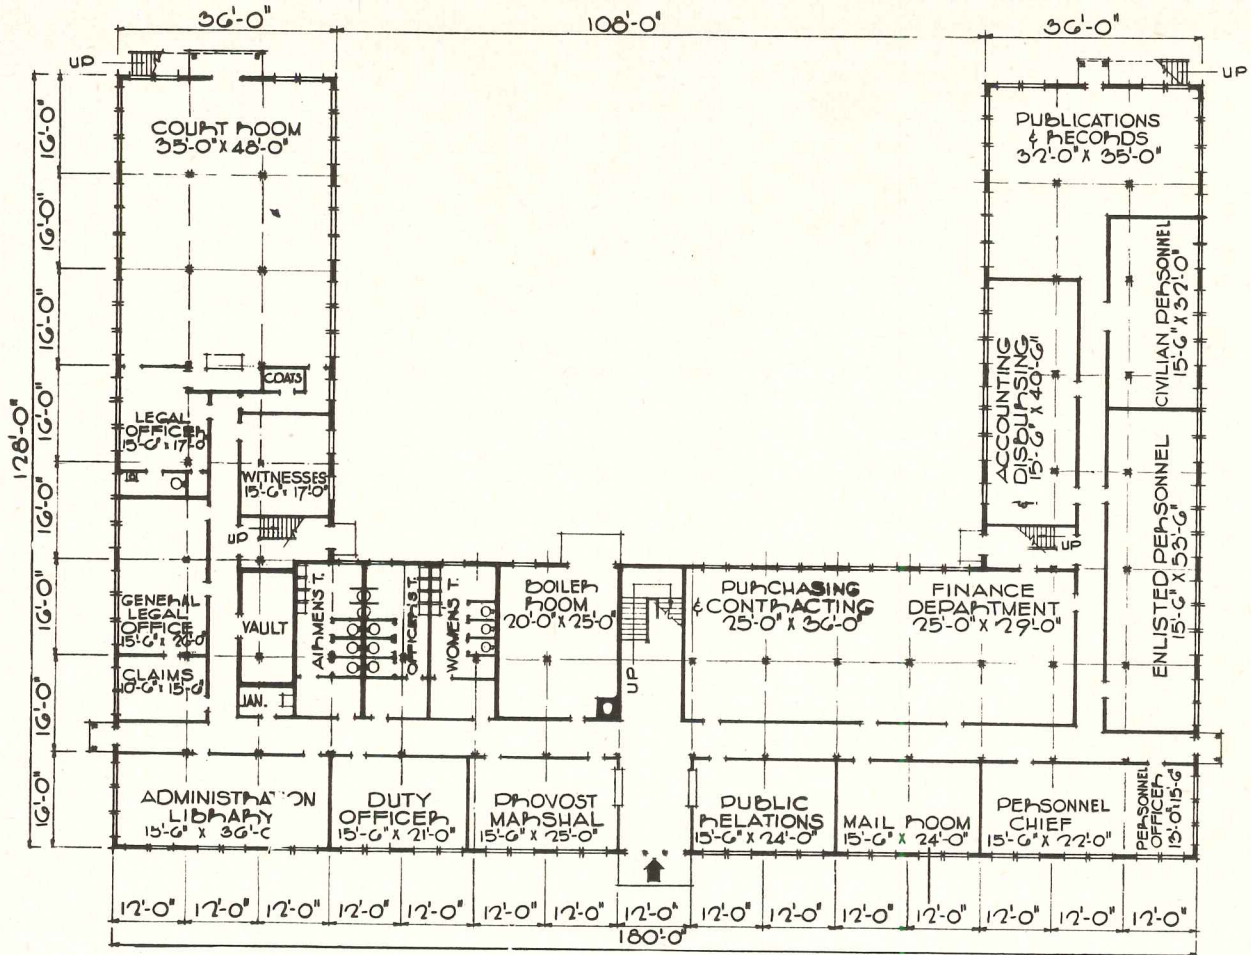 36'-0"
108'-0"
36'-0"
UP
UP
COURT ROOM
35'-0" X 48'-0"
PUBLICATIONS
& RECORDS
32'-0" X 35'-0"
16'-0"
16'-0"
16'-0"
16'-0"
16'-0"
16'-0"
16'-0"
16'-0"
128'-0"
CIVILIAN PERSONNEL
15'-6" X 32'-0"
COATS
ACCOUNTING
& DISBURSING
15'-6" X 40'-6"
LEGAL
OFFICER
15'-6" X 17'-0"
WITNESSES
15'-6" X 17'-0"
ENLISTED PERSONNEL
15'-6" X 53'-6"
UP
UP
GENERAL
LEGAL
OFFICE
15'-6" X 26'-0"
VAULT
AIRMEN'S T.
OFFICER'S T.
WOMEN'S T.
BOILER
ROOM
20'-0" X 25'-0"
PURCHASING
& CONTRACTING
25'-0" X 36'-0"
FINANCE
DEPARTMENT
25'-0" X 29'-0"
CLAIMS
10'-6" X 15'-6"
JAN.
UP
ADMINISTRATION
LIBRARY
15'-6" X 36'-0
DUTY
OFFICER
15'-6" X 21'-0"
PROVOST
MARSHAL
15'-6" X 25'-0"
PUBLIC
RELATIONS
15'-6" X 24'-0"
MAIL ROOM
15'-6" X 24'-0"
PERSONNEL
CHIEF
15'-6" X 22'-0"
PERSONNEL
OFFICER
13'-0" X 15'-6"
12'-0" 12'-0" 12'-0" 12'-0" 12'-0" 12'-0" 12'-0" 12'-0" 12'-0" 12'-0" 12'-0" 12'-0" 12'-0" 12'-0" 12'-0"
180'-0"